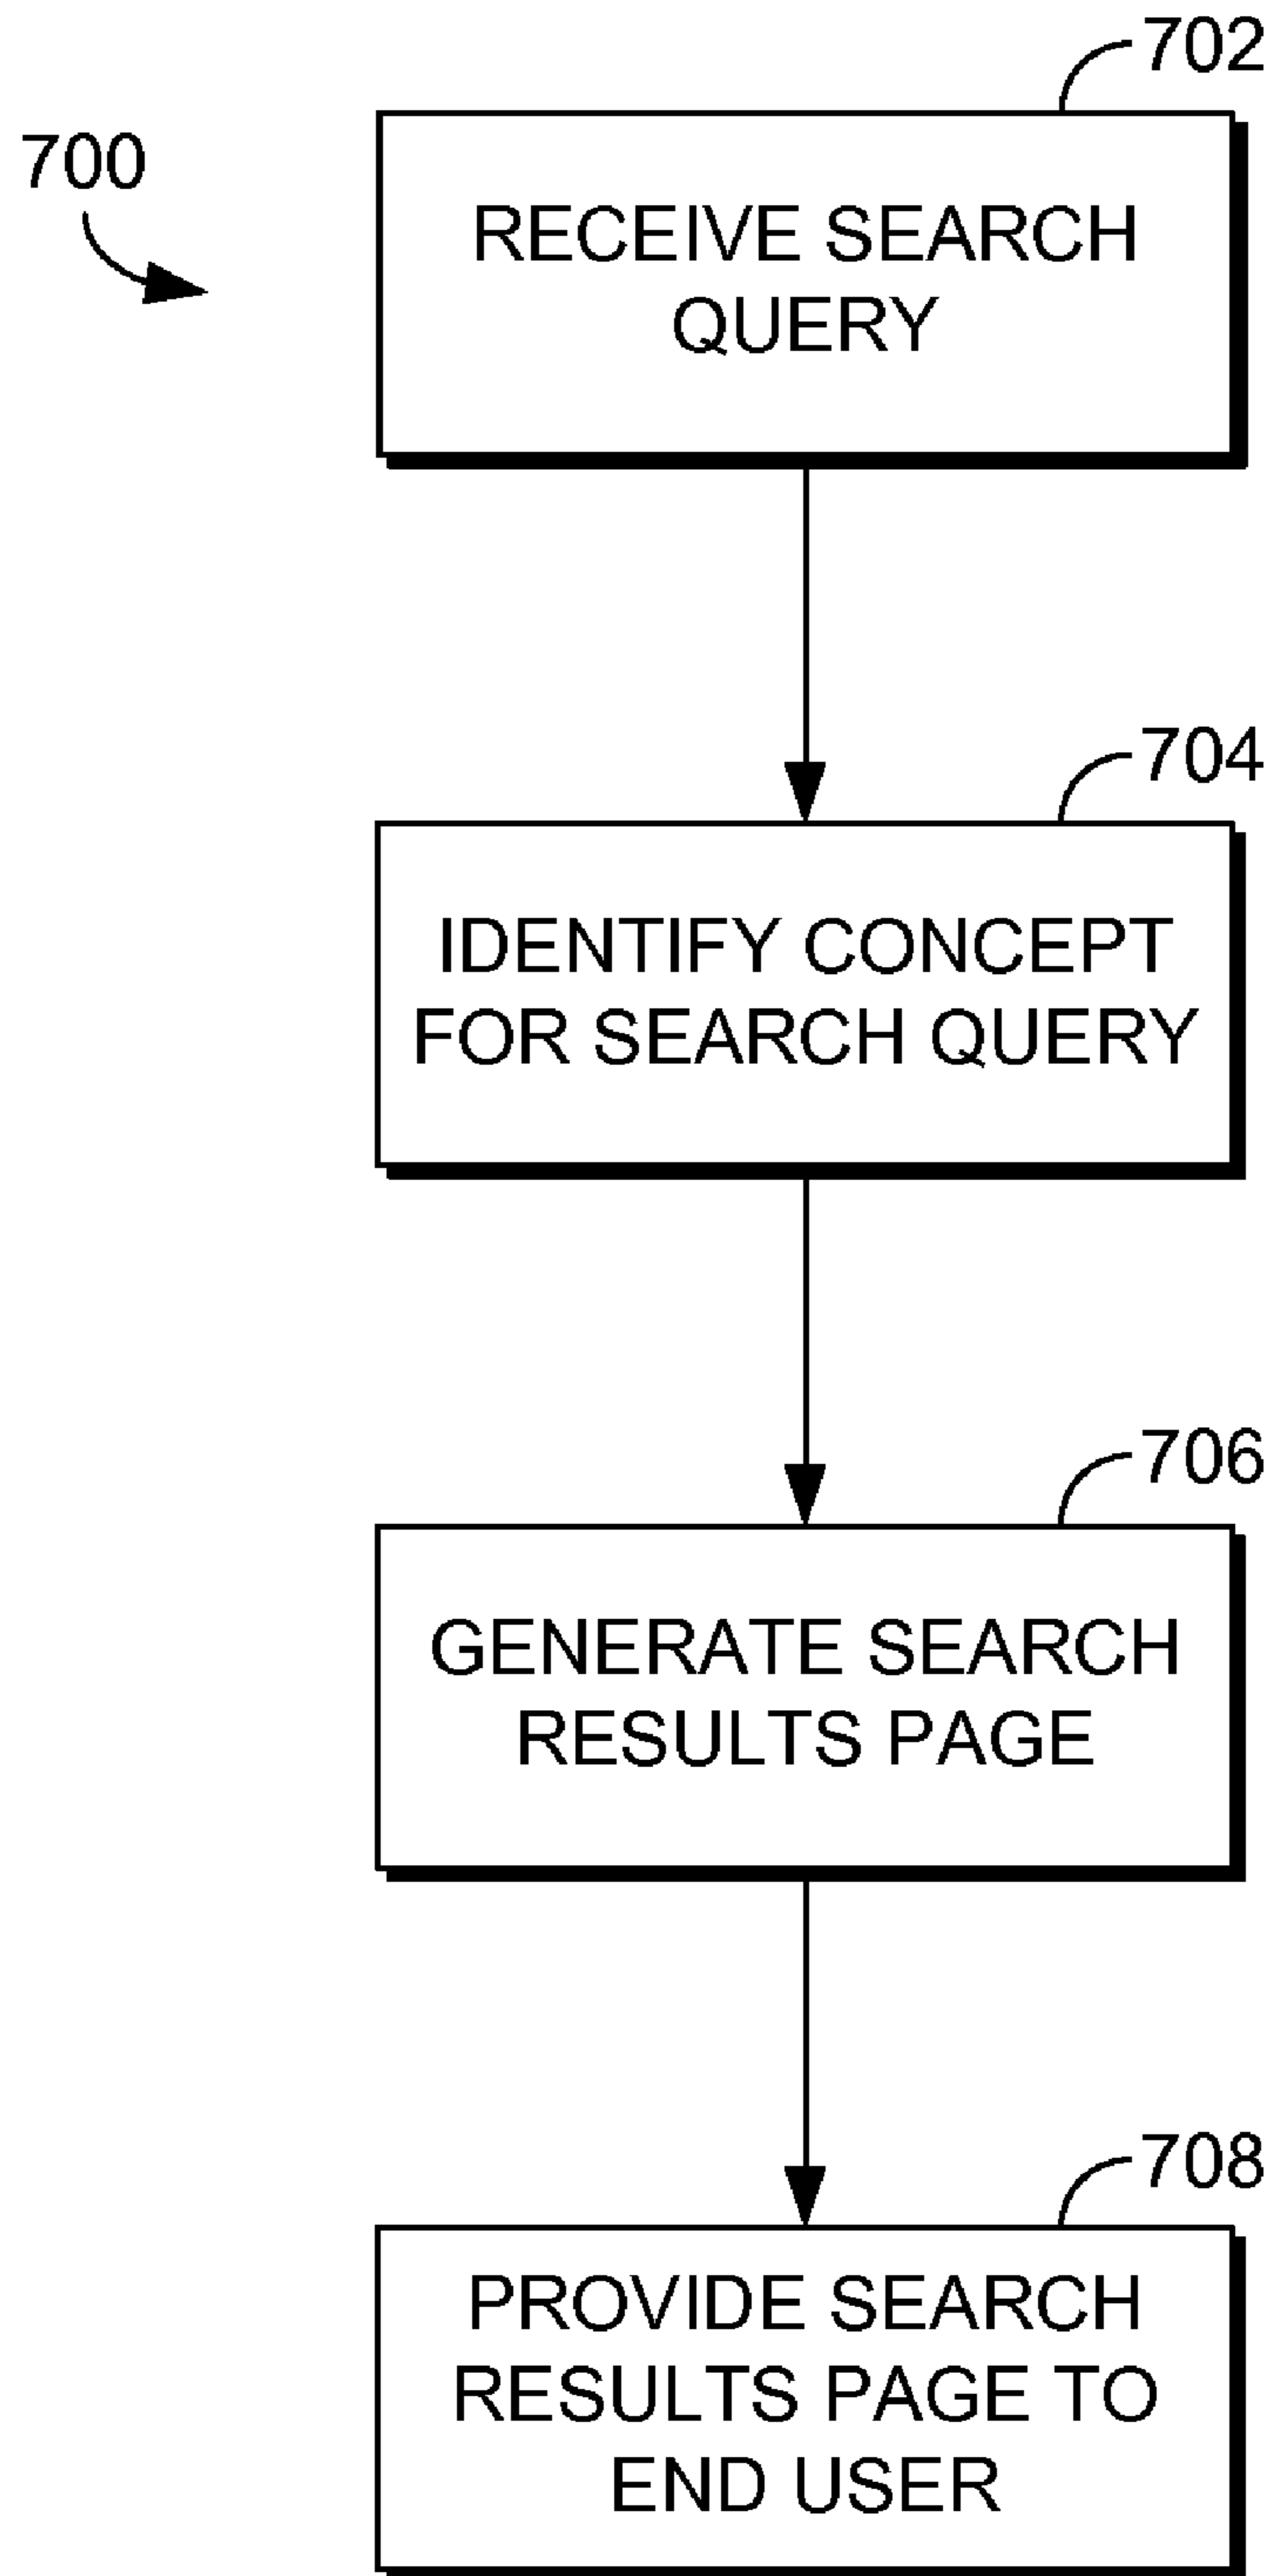 702
700
RECEIVE SEARCH
QUERY
704
IDENTIFY CONCEPT
FOR SEARCH QUERY
706
GENERATE SEARCH
RESULTS PAGE
708
PROVIDE SEARCH
RESULTS PAGE TO
END USER